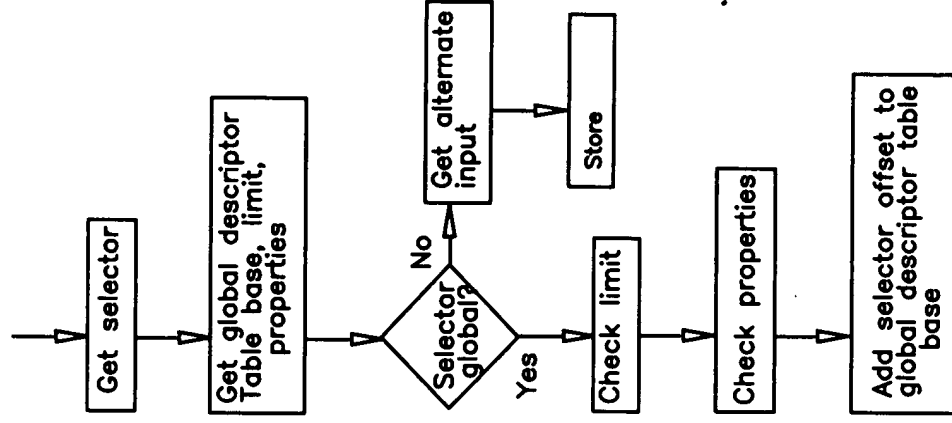 Get selector
Get global descriptor
Table base, limit,
properties
Selector
global?
No
Get alternate
input
Store
Yes
Check limit
Check properties
Add selector offset to
global descriptor table
base